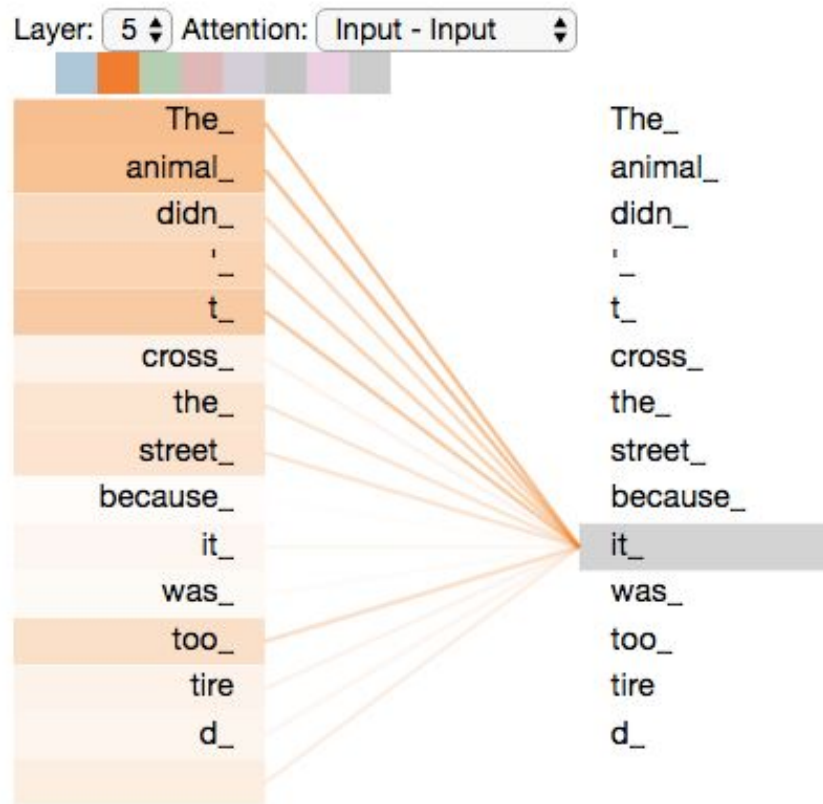 Layer: 5 Attention: Input - Input
The_ The_
animal_ animal_
didn_ didn_
'_ '_
t_ t_
cross_ cross_
the_ the_
street_ street_
because_ because_
it_ it_
was_ was_
too_ too_
tire tire
d_ d_